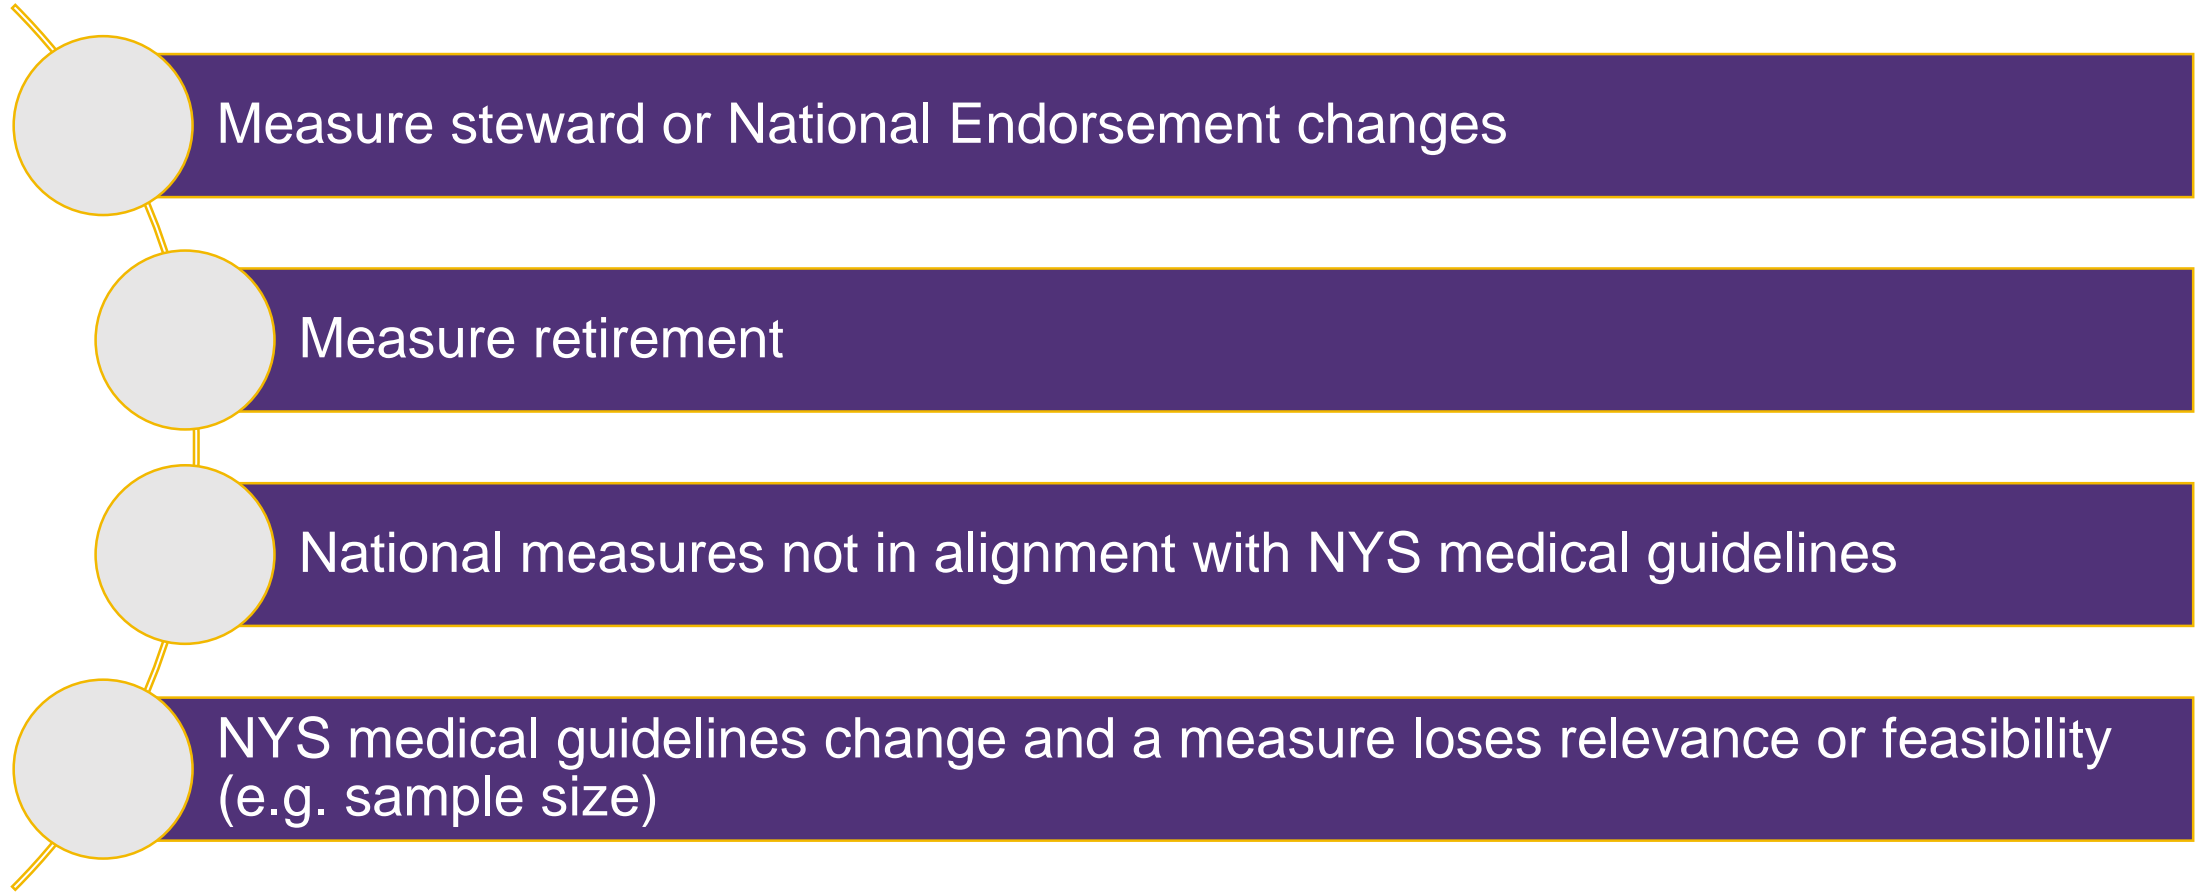 Measure steward or National Endorsement changes
Measure retirement
National measures not in alignment with NYS medical guidelines
NYS medical guidelines change and a measure loses relevance or feasibility
(e.g. sample size)